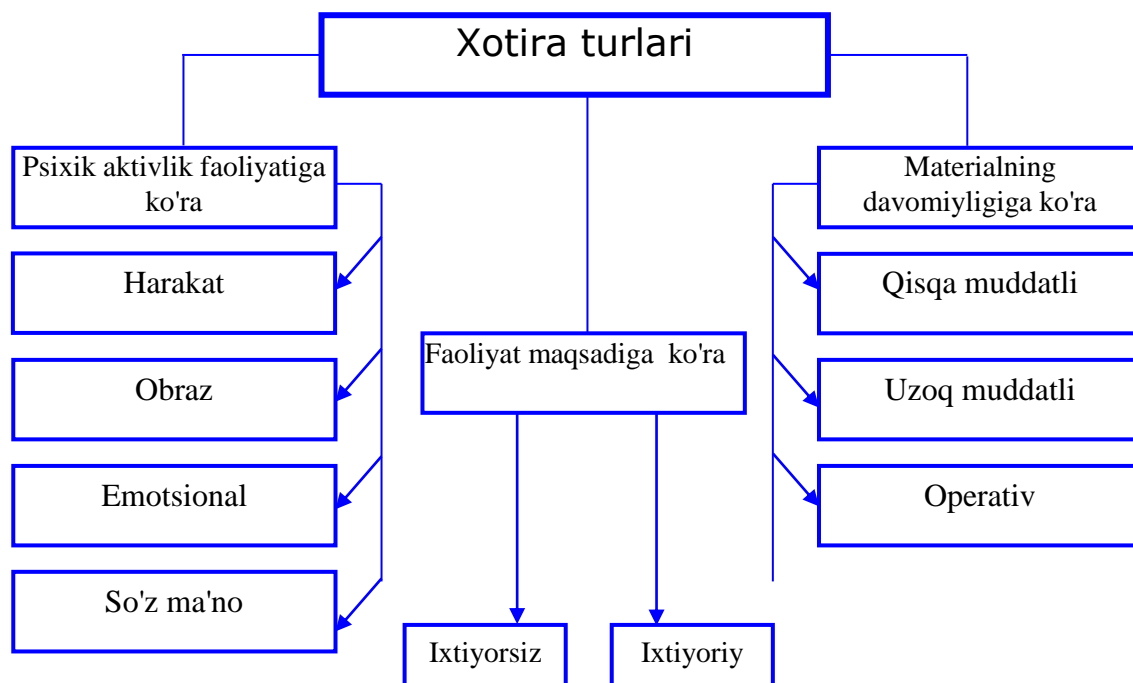 Xotira turlari
Psixik aktivlik faoliyatiga
ko'ra
Harakat
Obraz
Emotsional
So'z ma'no
Faoliyat maqsadiga ko'ra
Ixtiyorsiz
Ixtiyoriy
Materialning
davomiyligiga ko'ra
Qisqa muddatli
Uzoq muddatli
Operativ